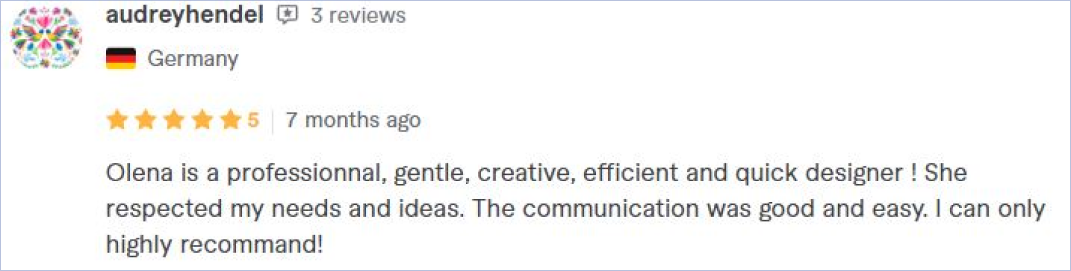 audreyhendel 3 reviews
Germany
5 7 months ago
Olena is a professionnal, gentle, creative, efficient and quick designer ! She
respected my needs and ideas. The communication was good and easy. I can only
highly recommand!